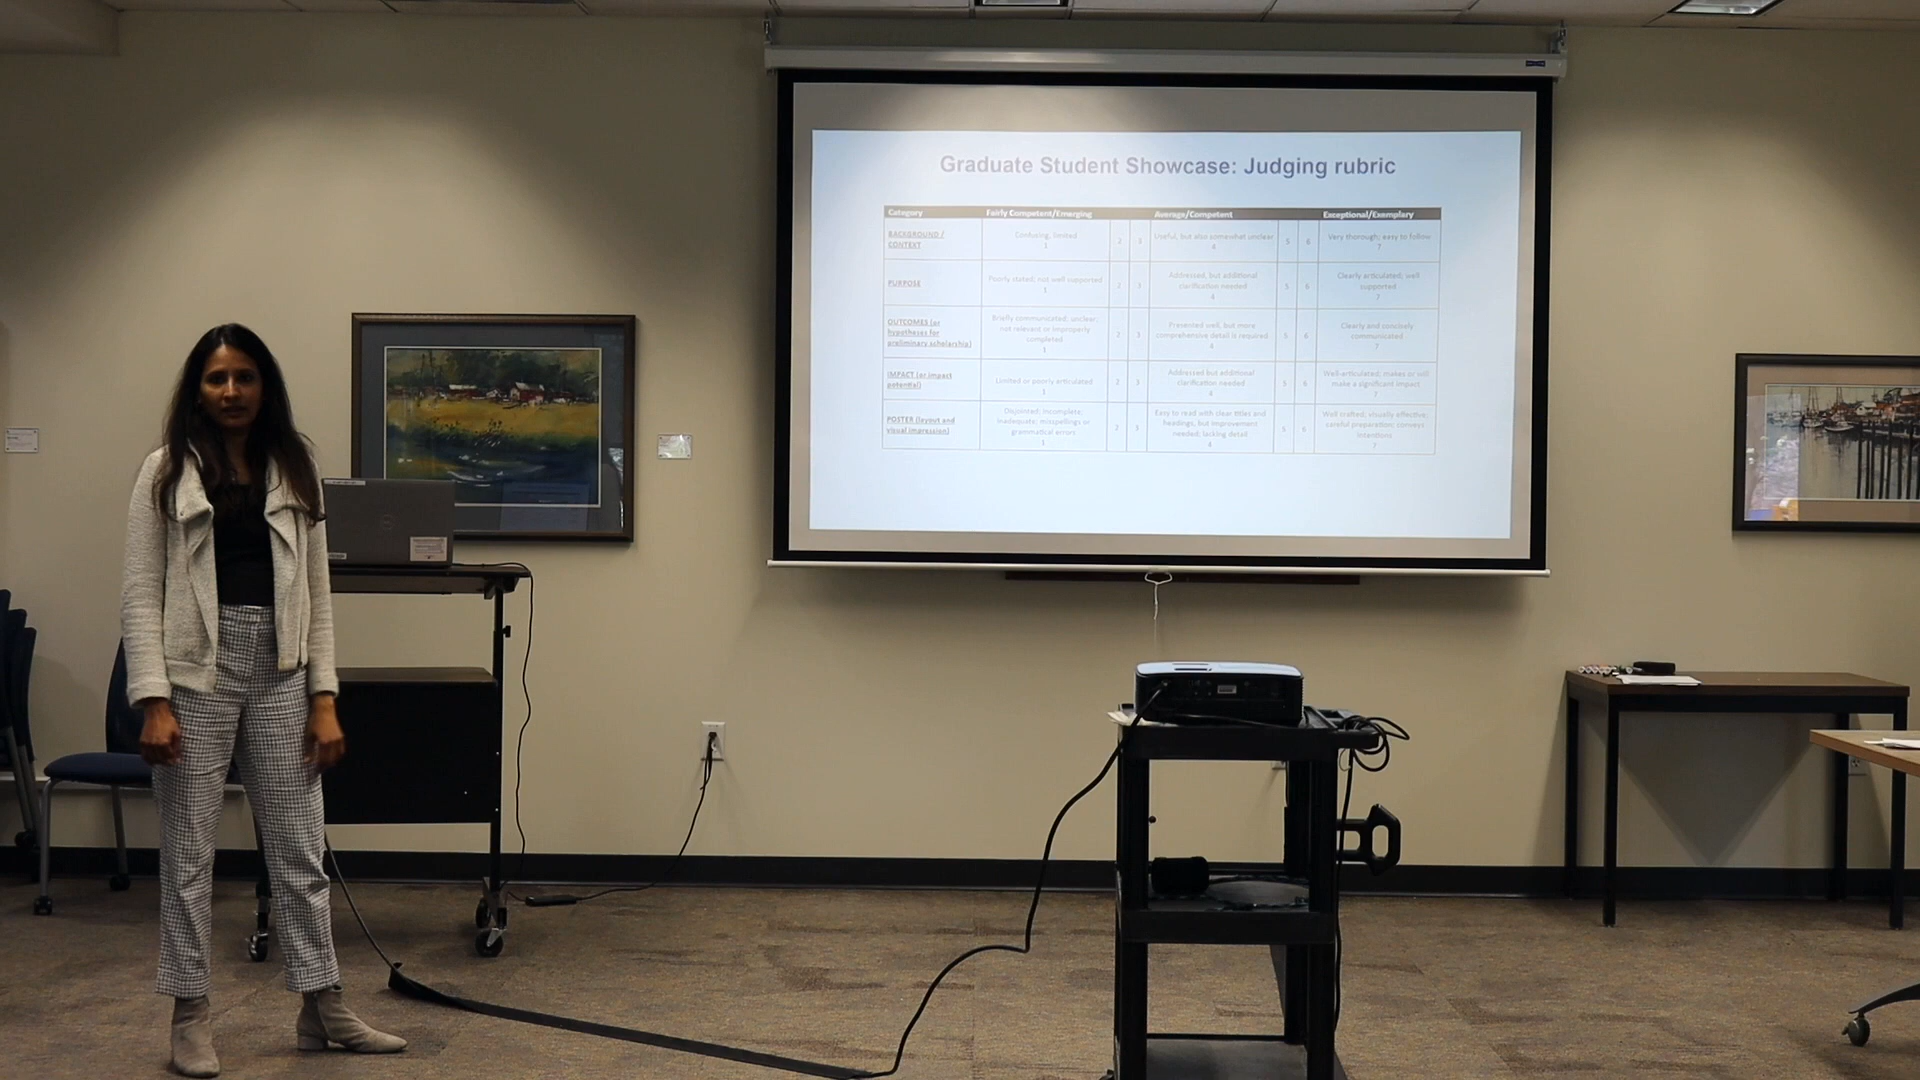 Graduate Student Showcase: Judging rubric
Category Fairly Competent/Emerging Average/Competent Exceptional/Exemplary
BACKGROUND /
CONTEXT
Confusing, limited
1
2
3
Useful, but also somewhat unclear
4
5
6
Very thorough; easy to follow
7
PURPOSE
Poorly stated; not well supported
1
2
3
Addressed, but additional
clarification needed
4
5
6
Clearly articulated; well
supported
7
OUTCOMES (or
hypotheses for
preliminary scholarship)
Briefly communicated; unclear;
not relevant or improperly
completed
1
2
3
Presented well, but more
comprehensive detail is required
4
5
6
Clearly and concisely
communicated
7
IMPACT (or impact
potential)
Limited or poorly articulated
1
2
3
Addressed but additional
clarification needed
4
5
6
Well-articulated; makes or will
make a significant impact
7
POSTER (layout and
visual impression)
Disjointed; incomplete;
inadequate; misspellings or
grammatical errors
1
2
3
Easy to read with clear titles and
headings, but improvement
needed; lacking detail
4
5
6
Well crafted; visually effective;
careful preparation; conveys
intentions
7